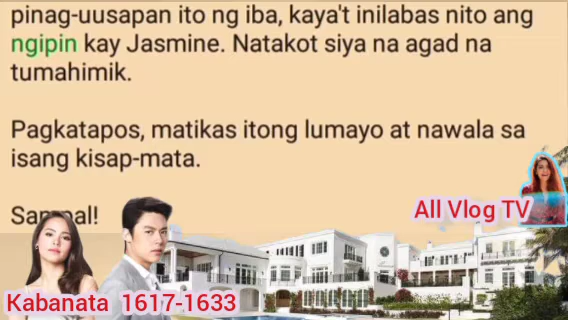 pinag-uusapan ito ng iba, kaya't inilabas nito ang
ngipin kay Jasmine. Natakot siya na agad na
tumahimik.
Pagkatapos, matikas itong lumayo at nawala sa
isang kisap-mata.
All Vlog TV
Kabanata 1617-1633